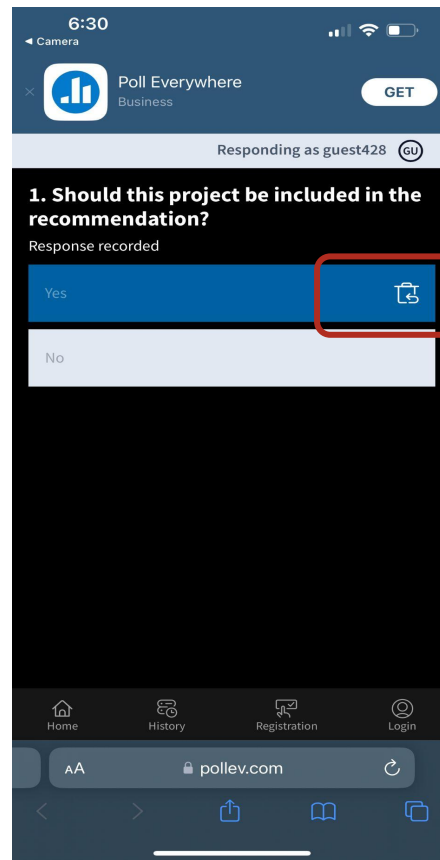 6:30
◄ Camera
Poll Everywhere
Business
GET
Responding as guest428 GU
1. Should this project be included in the
recommendation?
Response recorded
Yes
No
Home History Registration Login
AA pollev.com